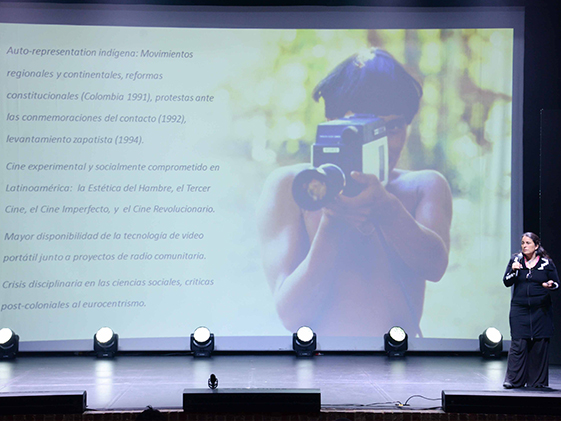 Auto-representation indígena: Movimientos
regionales y continentales, reformas
constitucionales (Colombia 1991), protestas ante
las conmemoraciones del contacto (1992),
levantamiento zapatista (1994).
Cine experimental y socialmente comprometido en
Latinoamérica: la Estética del Hambre, el Tercer
Cine, el Cine Imperfecto, y el Cine Revolucionario.
Mayor disponibilidad de la tecnología de video
portátil junto a proyectos de radio comunitaria.
Crisis disciplinaria en las ciencias sociales, críticas
post-coloniales al eurocentrismo.